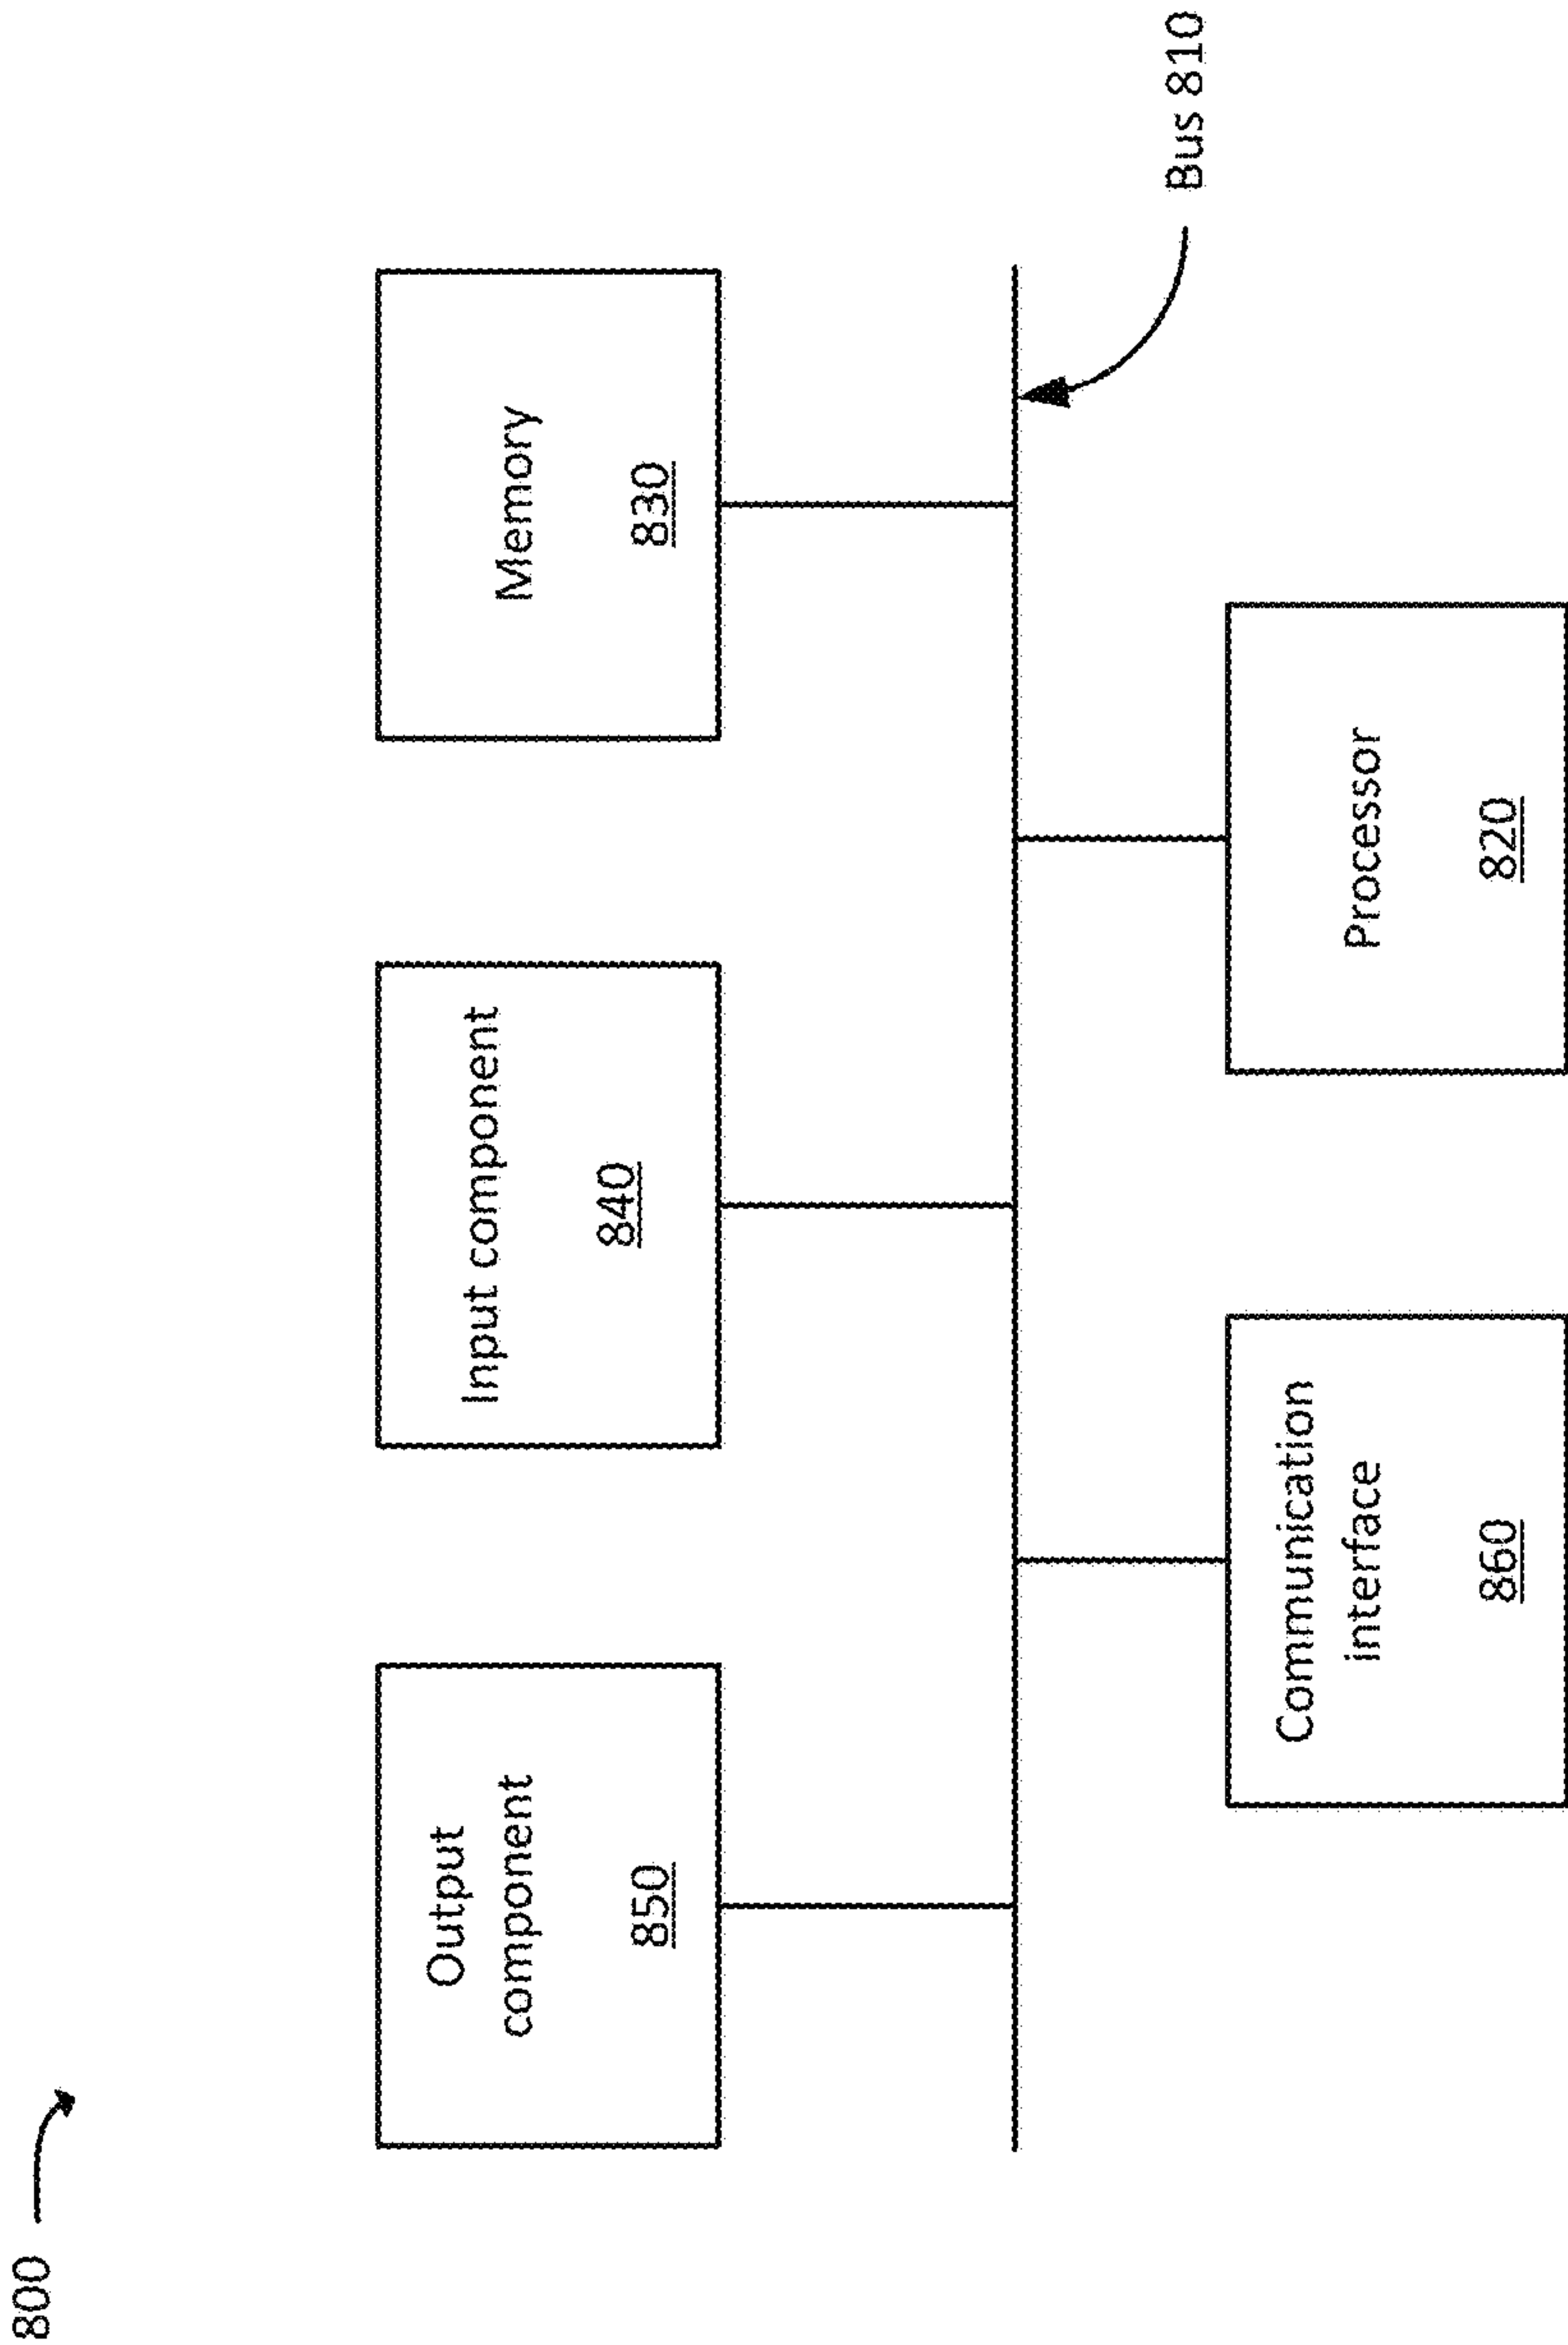 800
Output
component
850
Input component
840
Memory
830
Communication
interface
860
Processor
820
Bus 810